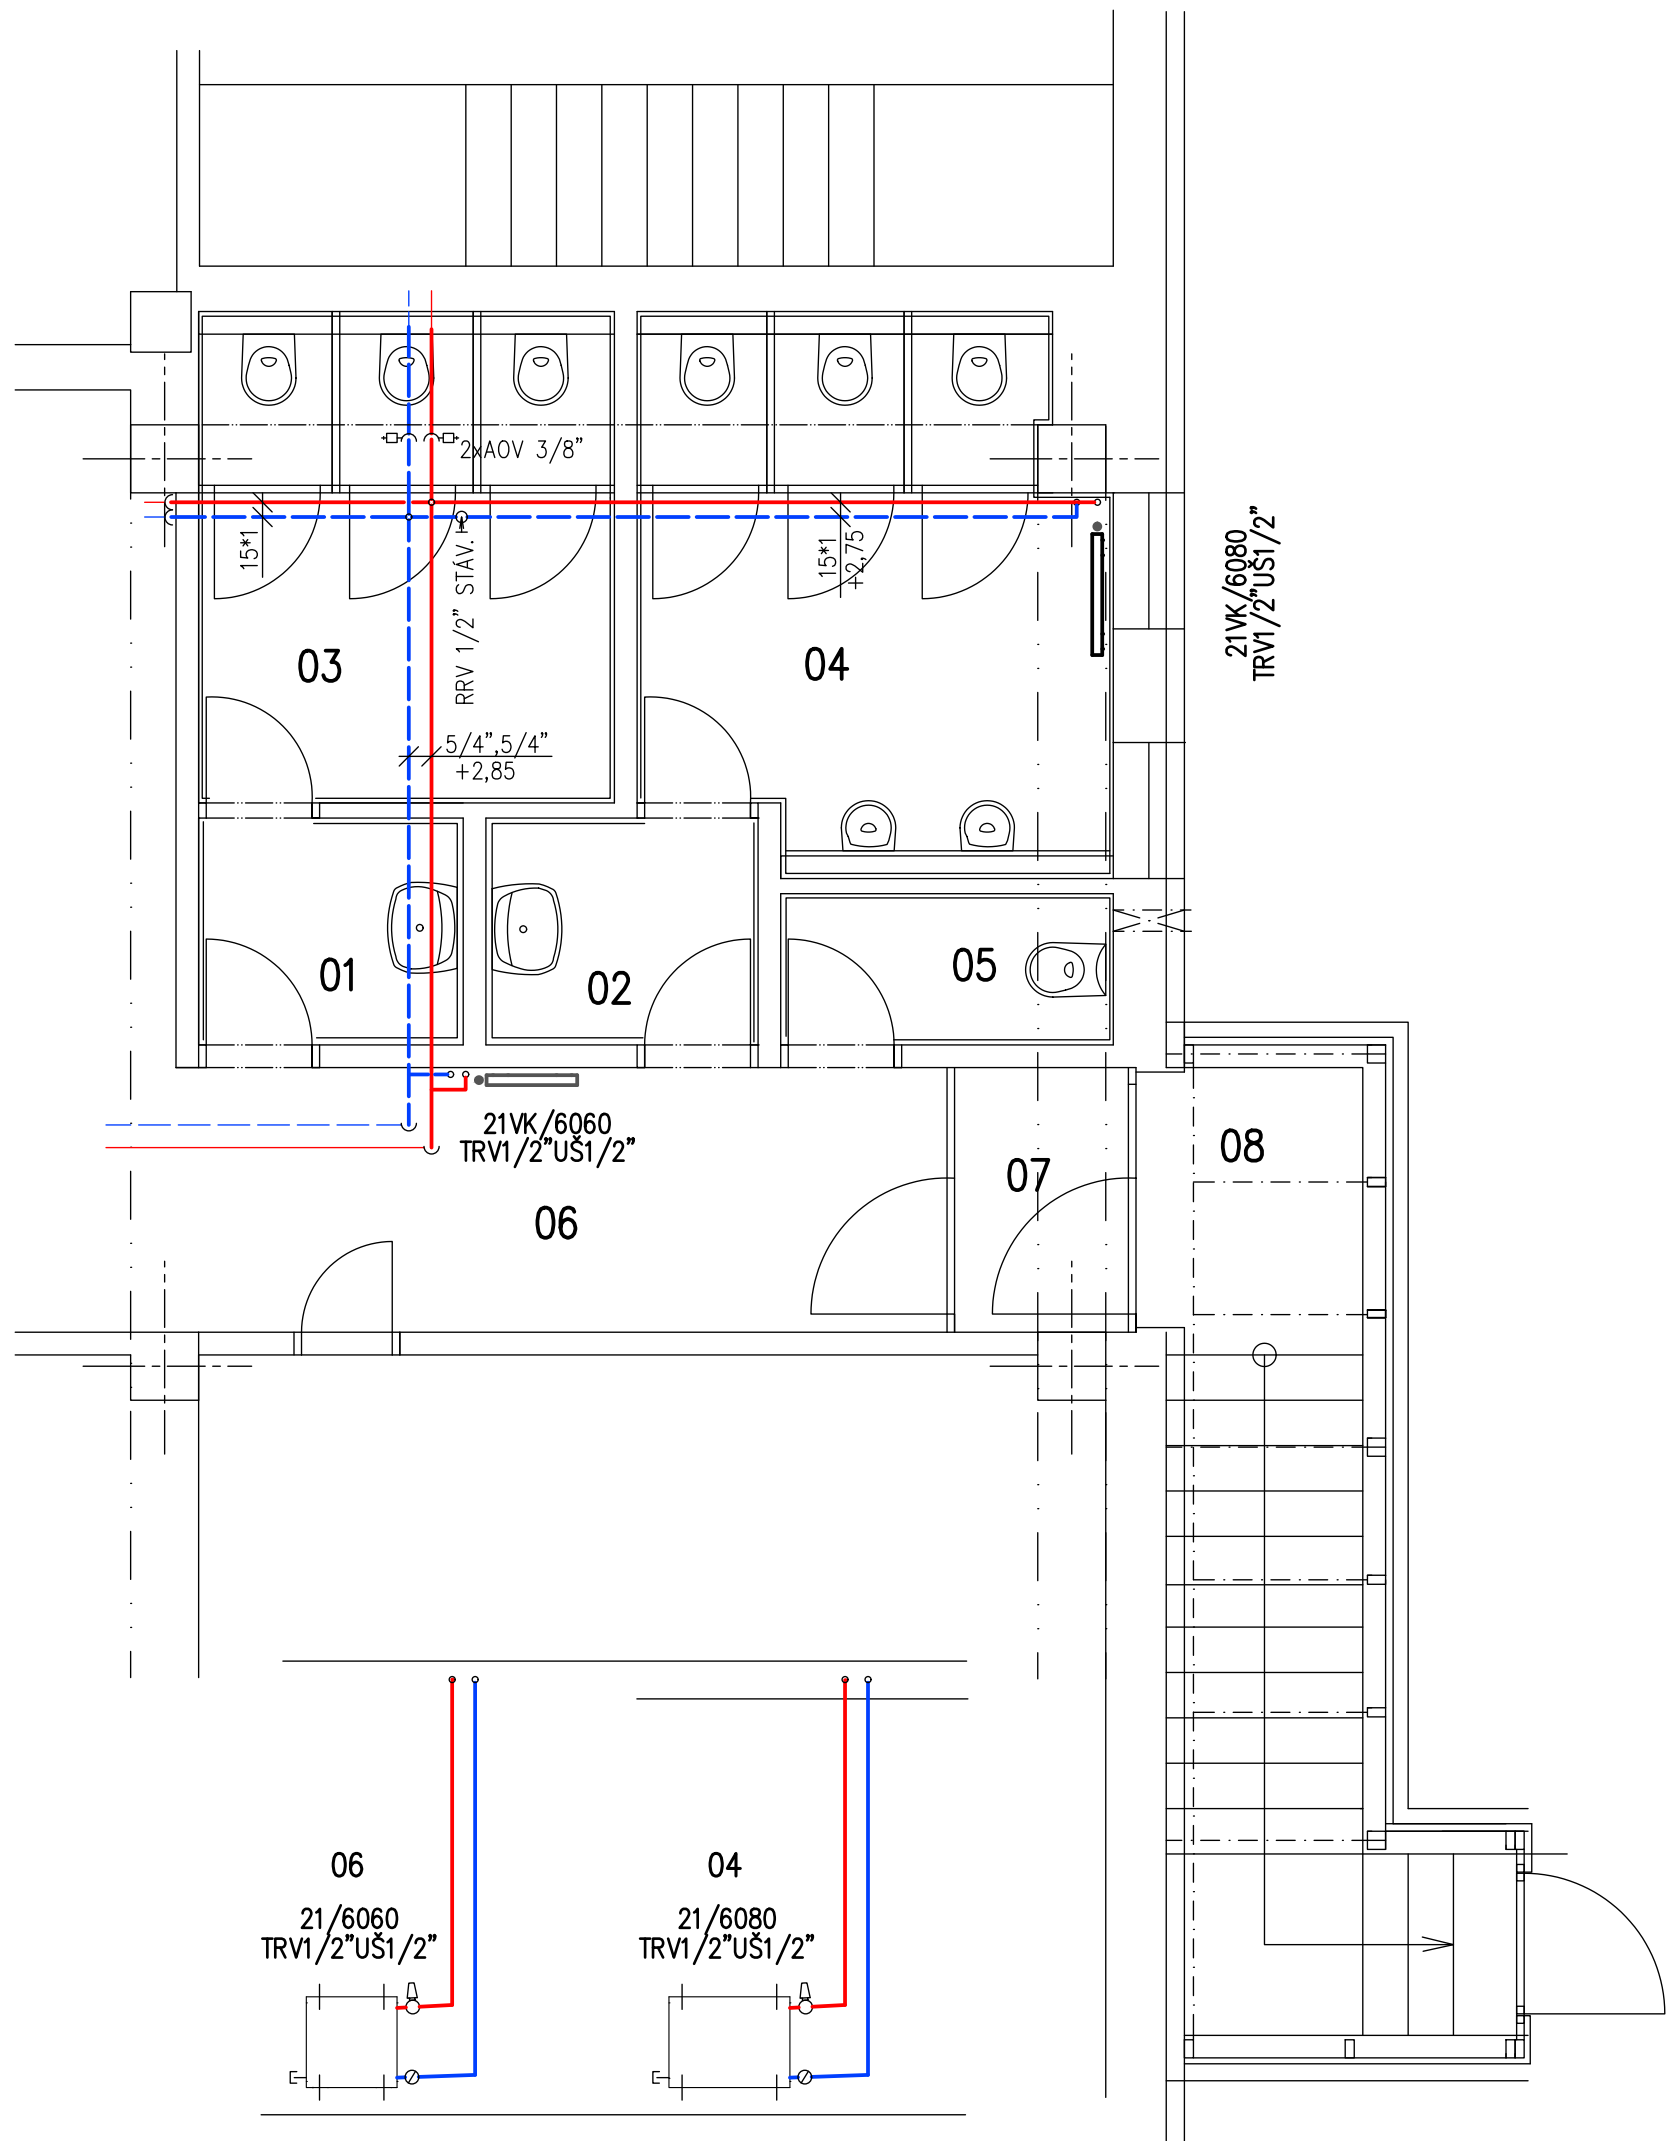 2xAOV 3/8”
15*1
RRV 1/2” STÁV.
15*1
+2,75
21VK/6080
TRV1/2”UŠ1/2”
03
04
5/4”,5/4”
+2,85
01
02
05
21VK/6060
TRV1/2”UŠ1/2”
06
07
08
06
21/6060
TRV1/2”UŠ1/2”
04
21/6080
TRV1/2”UŠ1/2”